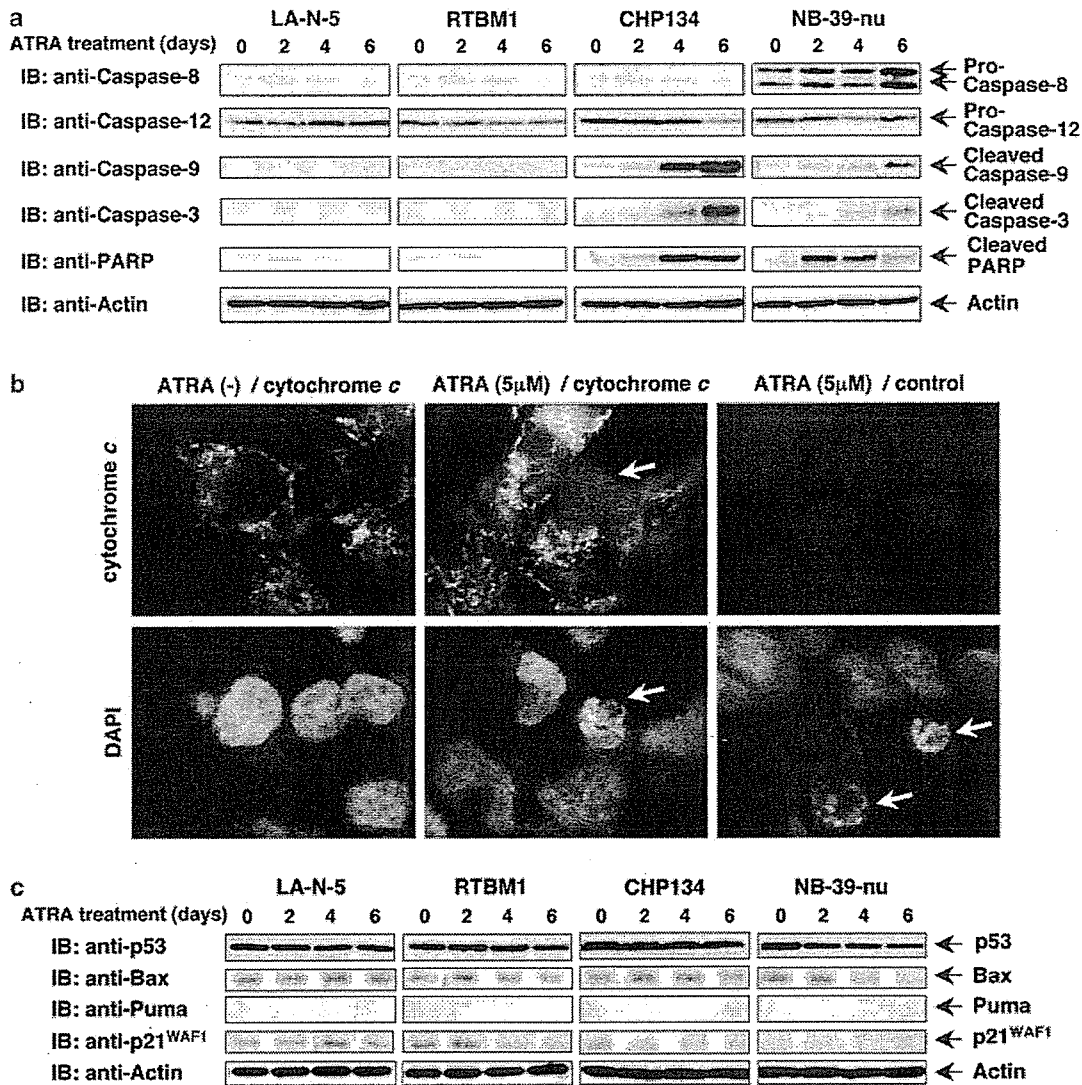 a
LA-N-5 RTBM1 CHP134 NB-39-nu
ATRA treatment (days) 0 2 4 6 0 2 4 6 0 2 4 6 0 2 4 6
IB: anti-Caspase-8 Pro-Caspase-8
IB: anti-Caspase-12 Pro-Caspase-12
IB: anti-Caspase-9 Cleaved Caspase-9
IB: anti-Caspase-3 Cleaved Caspase-3
IB: anti-PARP Cleaved PARP
IB: anti-Actin Actin
b
ATRA (-) / cytochrome c ATRA (5μM) / cytochrome c ATRA (5μM) / control
cytochrome c
DAPI
c
LA-N-5 RTBM1 CHP134 NB-39-nu
ATRA treatment (days) 0 2 4 6 0 2 4 6 0 2 4 6 0 2 4 6
IB: anti-p53 p53
IB: anti-Bax Bax
IB: anti-Puma Puma
IB: anti-p21WAF1 p21WAF1
IB: anti-Actin Actin